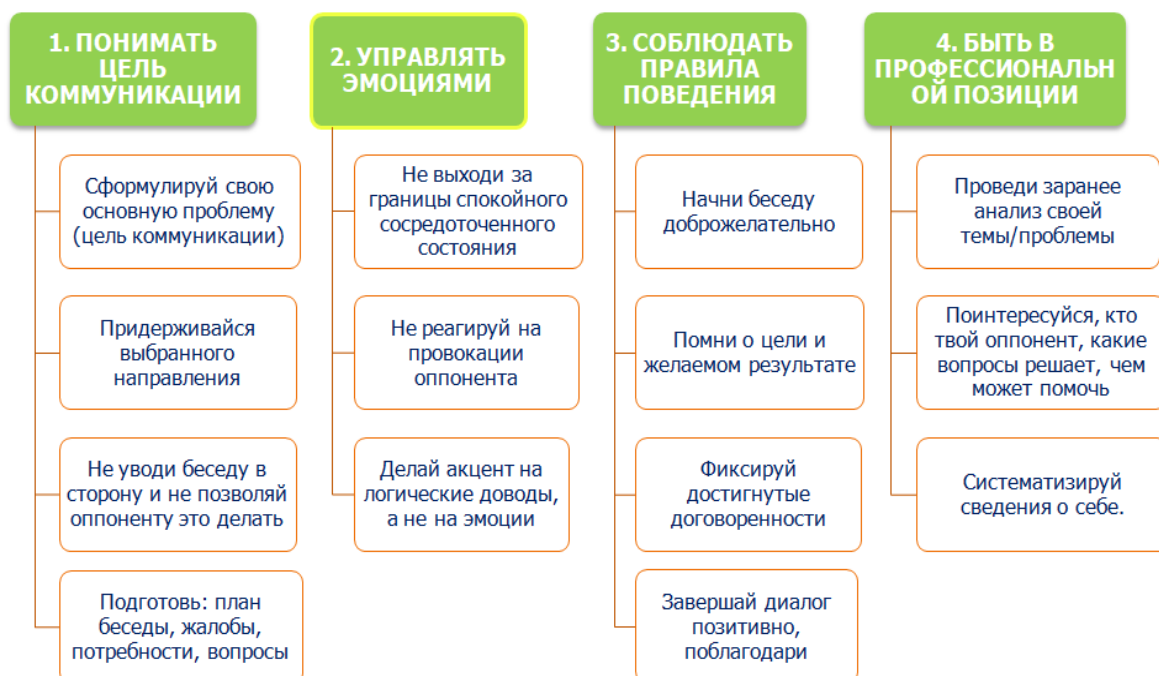 1. ПОНИМАТЬ
ЦЕЛЬ
КОММУНИКАЦИИ
Сформулируй свою
основную проблему
(цель коммуникации)
Придерживайся
выбранного
направления
Не уводи беседу в
сторону и не позволяй
оппоненту это делать
Подготовь: план
беседы, жалобы,
потребности, вопросы
2. УПРАВЛЯТЬ
ЭМОЦИЯМИ
Не выходи за
границы спокойного
сосредоточенного
состояния
Не реагируй на
провокации
оппонента
Делай акцент на
логические доводы,
а не на эмоции
3. СОБЛЮДАТЬ
ПРАВИЛА
ПОВЕДЕНИЯ
Начни беседу
доброжелательно
Помни о цели и
желаемом результате
Фиксируй
достигнутые
договоренности
Завершай диалог
позитивно,
поблагодари
4. БЫТЬ В
ПРОФЕССИОНАЛЬН
ОЙ ПОЗИЦИИ
Проведи заранее
анализ своей
темы/проблемы
Поинтересуйся, кто
твой оппонент, какие
вопросы решает, чем
может помочь
Систематизируй
сведения о себе.